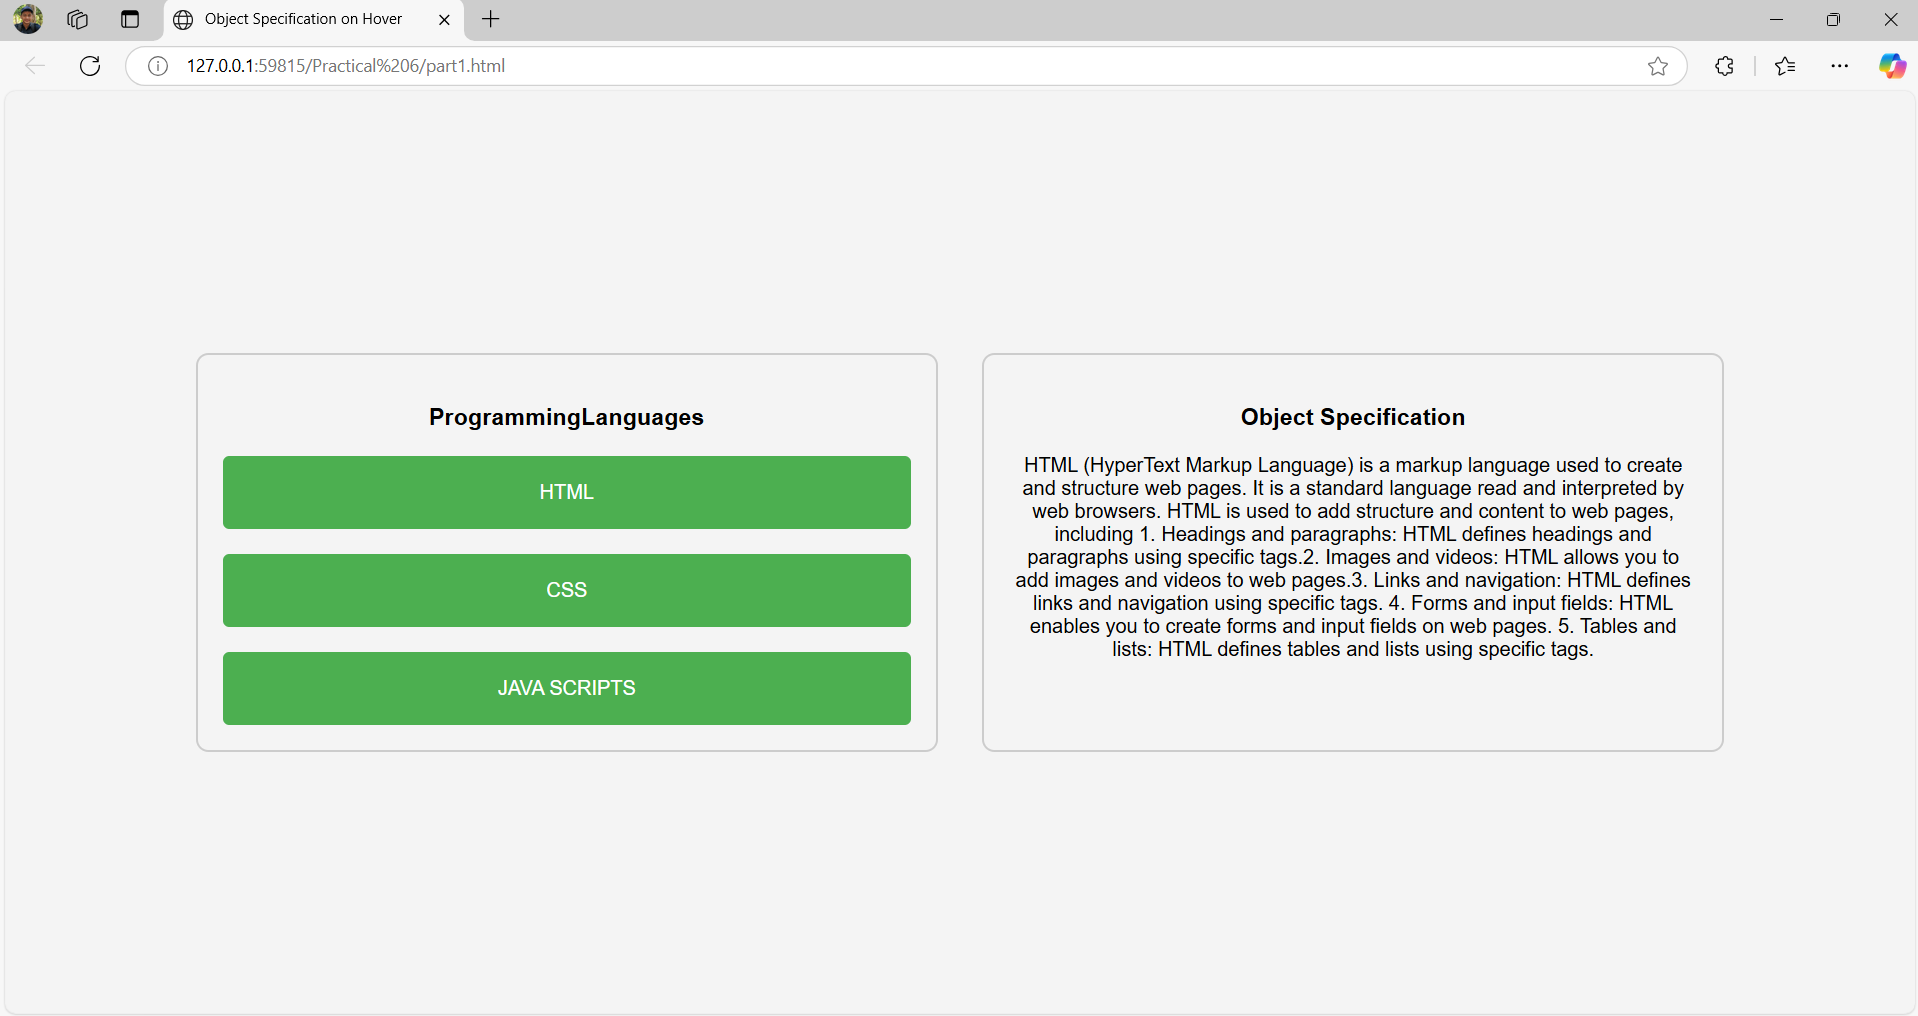 Object Specification on Hover
127.0.0.1:59815/Practical%206/part1.html
ProgrammingLanguages
HTML
CSS
JAVA SCRIPTS
Object Specification
HTML (HyperText Markup Language) is a markup language used to create
and structure web pages. It is a standard language read and interpreted by
web browsers. HTML is used to add structure and content to web pages,
including 1. Headings and paragraphs: HTML defines headings and
paragraphs using specific tags.2. Images and videos: HTML allows you to
add images and videos to web pages.3. Links and navigation: HTML defines
links and navigation using specific tags. 4. Forms and input fields: HTML
enables you to create forms and input fields on web pages. 5. Tables and
lists: HTML defines tables and lists using specific tags.